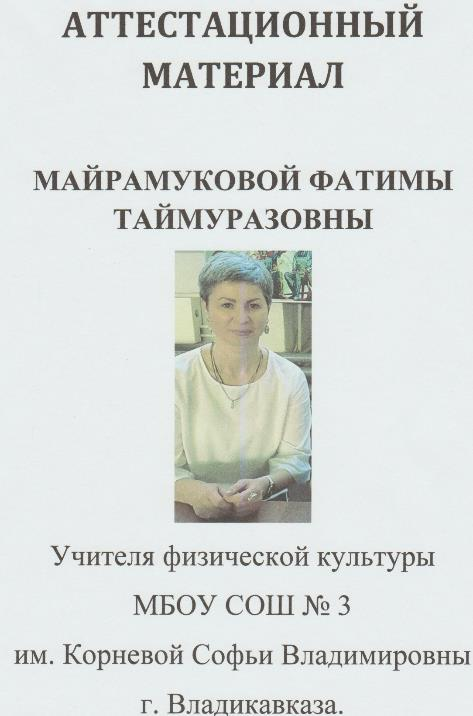 АТТЕСТАЦИОННЫЙ
МАТЕРИАЛ
МАЙРАМУКОВОЙ ФАТИМЫ
ТАЙМУРАЗОВНЫ
Учителя физической культуры
МБОУ СОШ № 3
им. Корневой Софьи Владимировны
г. Владикавказа.